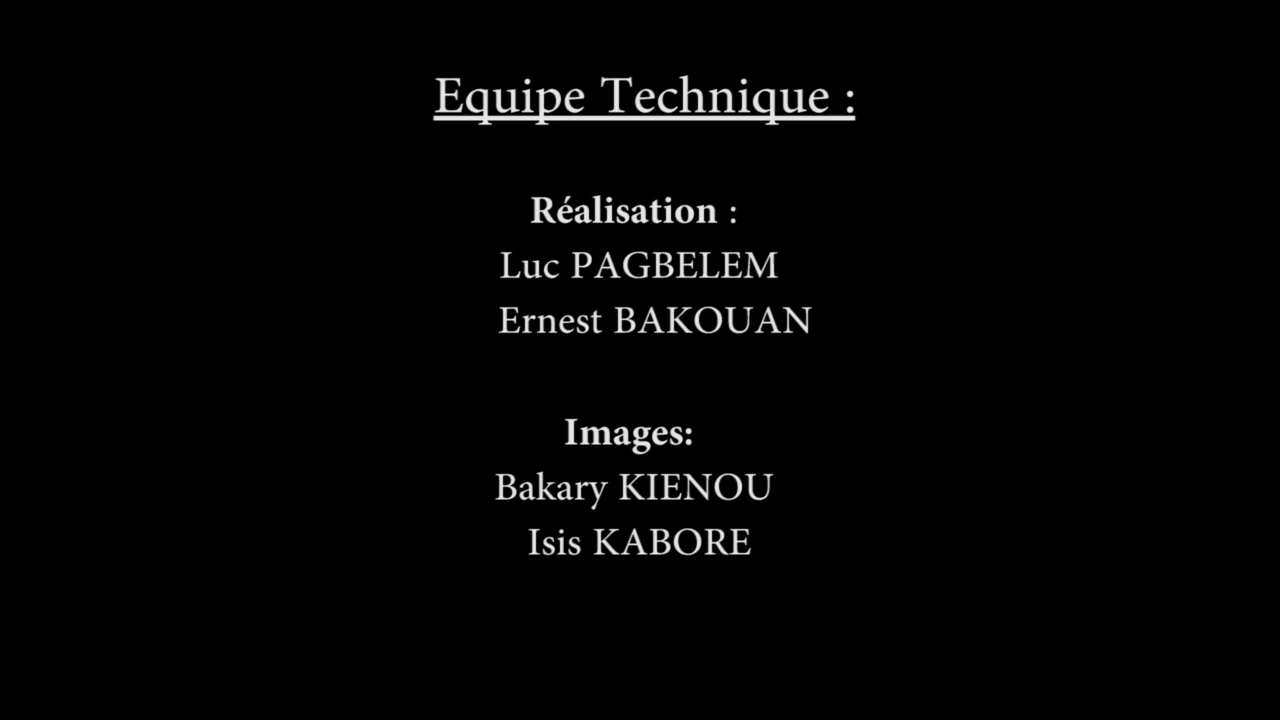 Equipe Technique :
Réalisation :
Luc PAGBELEM
Ernest BAKOUAN
Images:
Bakary KIENOU
Isis KABORE